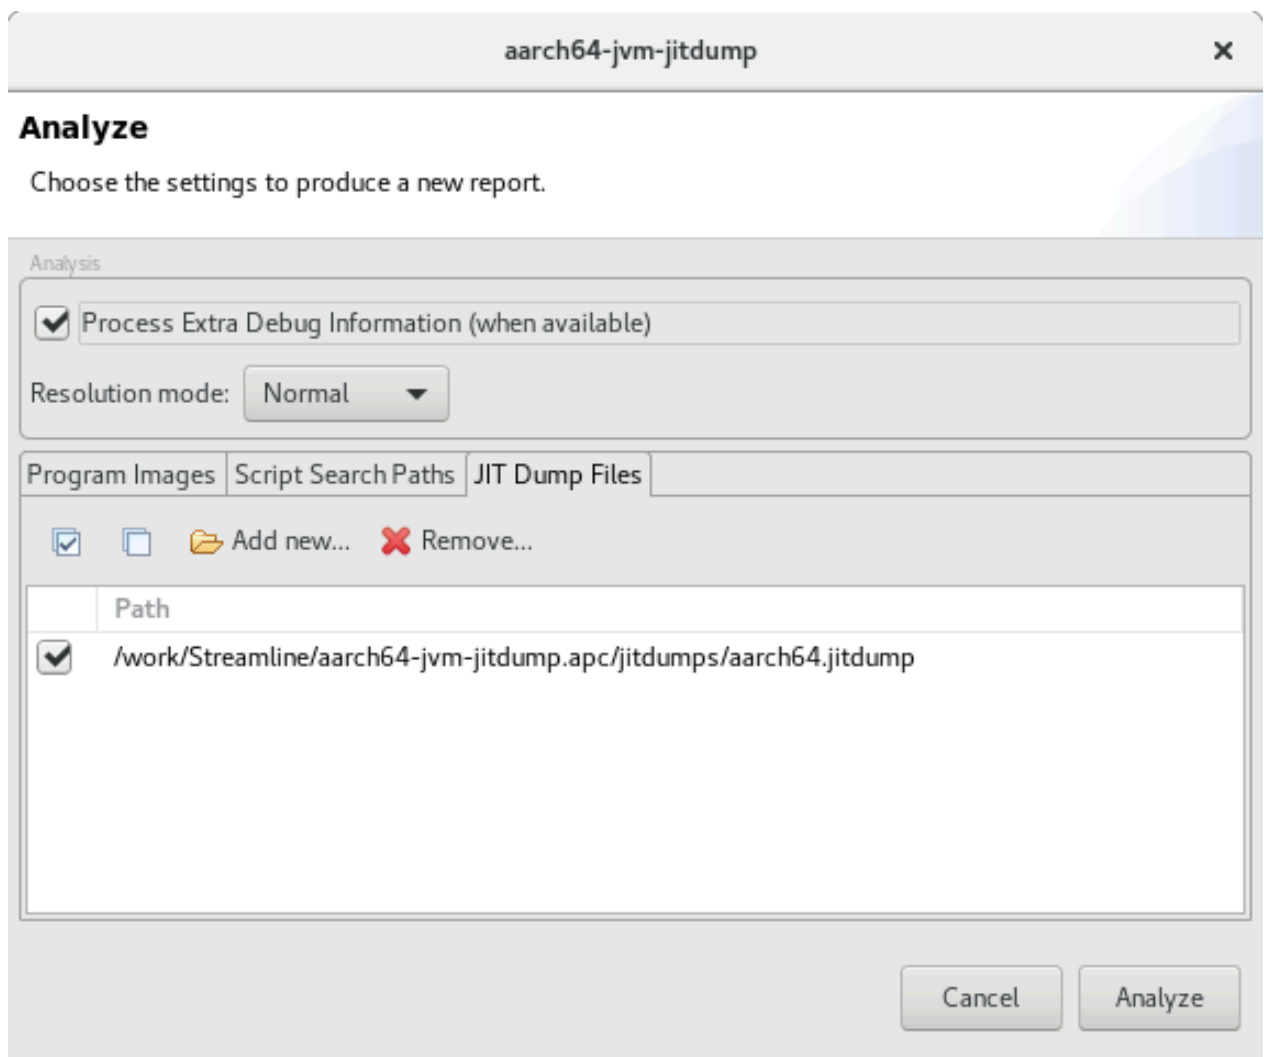 aarch64-jvm-jitdump
Analyze
Choose the settings to produce a new report.
Analysis
Process Extra Debug Information (when available)
Resolution mode: Normal
Program Images Script Search Paths JIT Dump Files
Add new... Remove...
Path
/work/Streamline/aarch64-jvm-jitdump.apc/jitdumps/aarch64.jitdump
Cancel Analyze